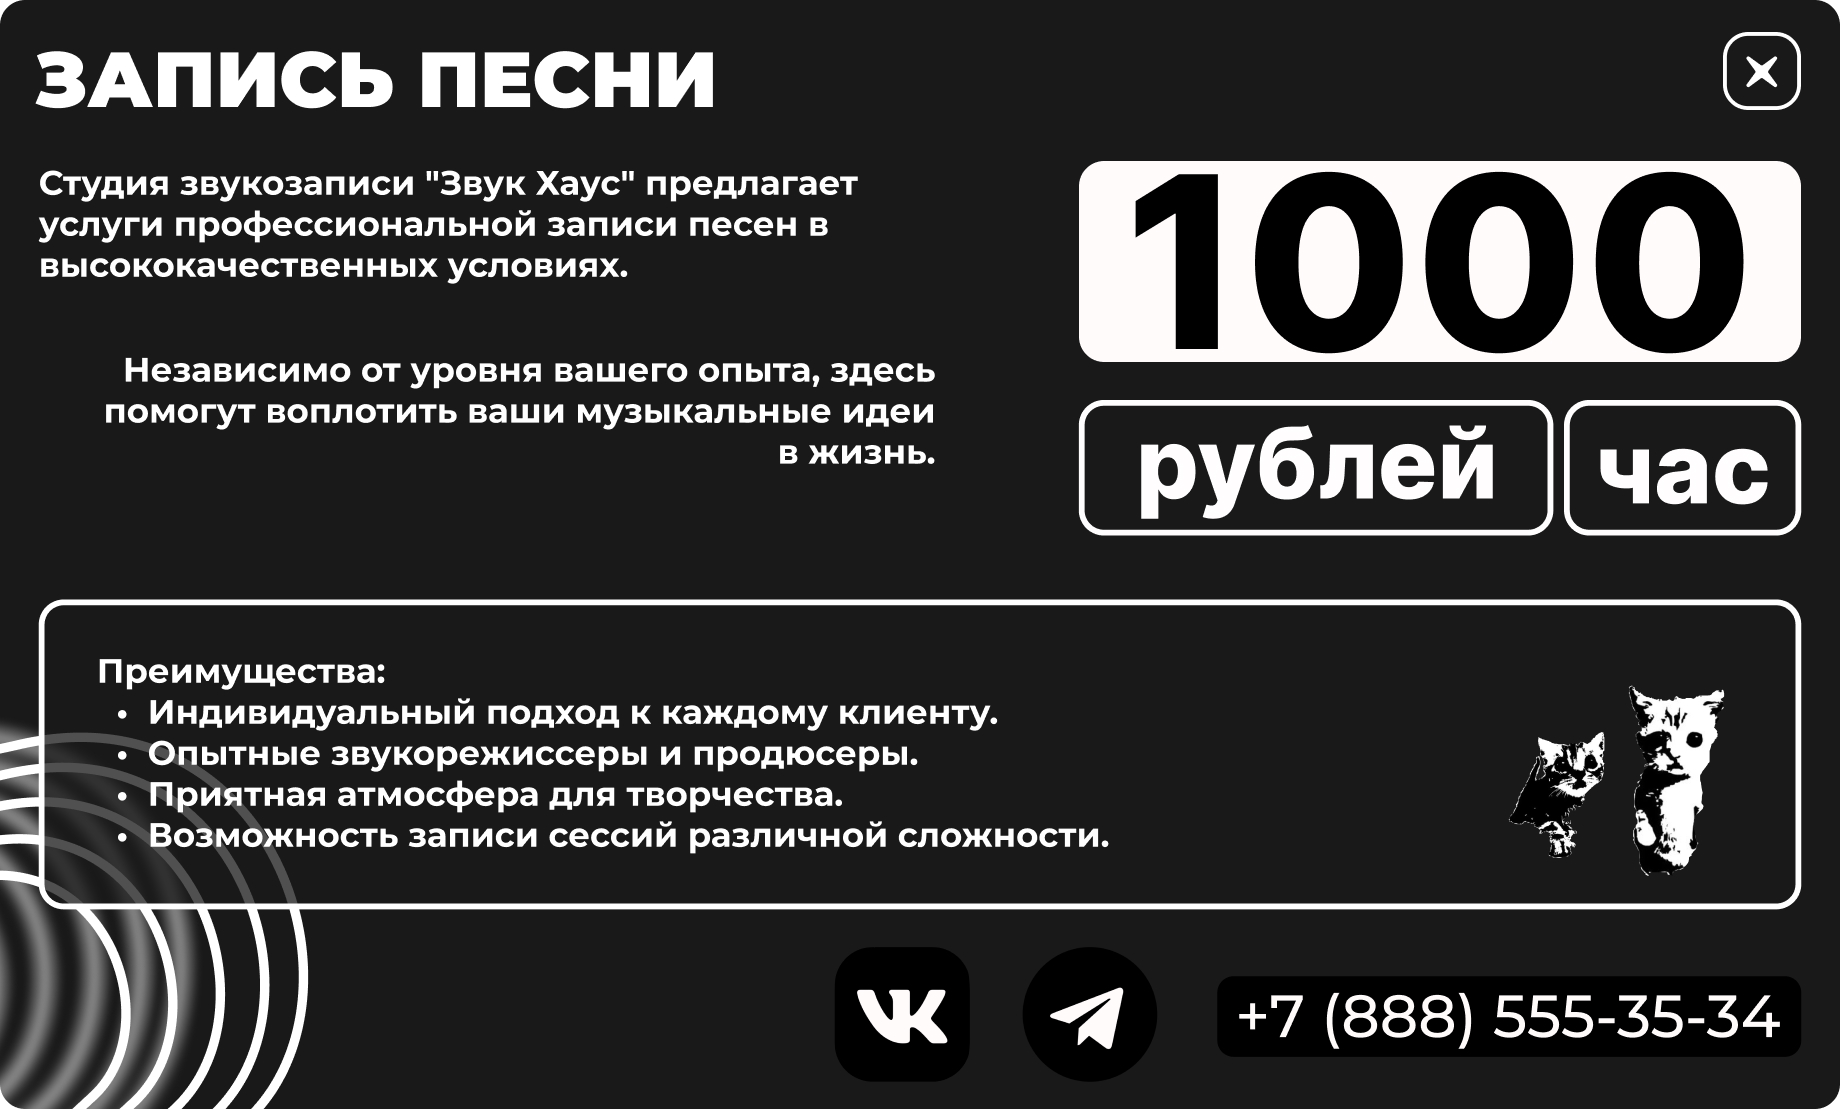 ЗАПИСЬ ПЕСНИ
Студия звукозаписи "Звук Хаус" предлагает
услуги профессиональной записи песен в
высококачественных условиях.
Независимо от уровня вашего опыта, здесь
помогут воплотить ваши музыкальные идеи
в жизнь.
1000
рублей час
Преимущества:
• Индивидуальный подход к каждому клиенту.
• Опытные звукорежиссеры и продюсеры.
• Приятная атмосфера для творчества.
• Возможность записи сессий различной сложности.
+7 (888) 555-35-34